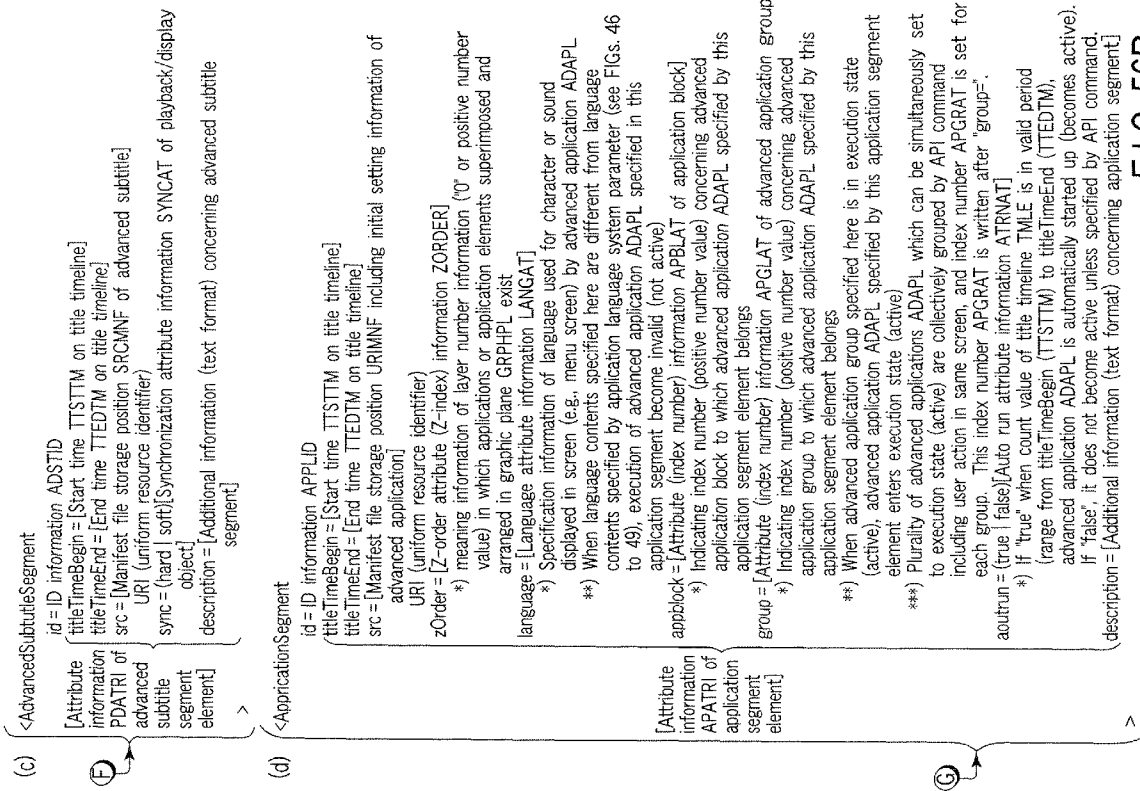 (c)
<AdvancedSubtutleSegment
id = ID information ADSTID
[Attribute information PDATRI of advanced subtitle segment element]
titleTimeBegin = [Start time TTSTTM on title timeline]
titleTimeEnd = [End time TTEDTM on title timeline]
src = [Manifest file storage position SRCMNF of advanced subtitle]
URI (uniform resource identifier)
sync = (hard | soft)[Synchronization attribute information SYNCAT of playback/display
object]
description = [Additional information (text format) concerning advanced subtitle
segment]
>
F
(d)
<ApplicationSegment
id = ID information APPLID
[Attribute information APATRI of application segment element]
titleTimeBegin = [Start time TTSTTM on title timeline]
titleTimeEnd = [End time TTEDTM on title timeline]
src = [Manifest file storage position URIMNF including initial setting information of
advanced application]
URI (uniform resource identifier)
zOrder = [Z-order attribute (Z-index) information ZORDER]
*) meaning information of layer number information ("0" or positive number
value) in which applications or application elements superimposed and
arranged in graphic plane GRPHPL exist
language = [Language attribute information LANGAT]
*) Specification information of language used for character or sound
displayed in screen (e.g., menu screen) by advanced application ADAPL
**) When language contents specified here are different from language
contents specified by application language system parameter (see FIGs. 46
to 49), execution of advanced application ADAPL specified in this
application segment become invalid (not active)
appblock = [Attribute (index number) information APBLAT of application block]
*) Indicating index number (positive number value) concerning advanced
application block to which advanced application ADAPL specified by this
application segment element belongs
group = [Attribute (index number) information APGLAT of advanced application group
*) Indicating index number (positive number value) concerning advanced
application group to which advanced application ADAPL specified by this
application segment belongs
**) When advanced application group specified here is in execution state
(active), advanced application ADAPL specified by this application segment
element enters execution state (active)
***) Plurality of advanced applications ADAPL which can be simultaneously set
to execution state (active) are collectively grouped by API command
including user action in same screen, and index number APGRAT is set for
each group. This index number APGRAT is written after "group=".
aoutrun = (true | false)[Auto run attribute information ATRNAT]
*) If "true" when count value of title timeline TMLE is in valid period
(range from titleTimeBegin (TTSTTM) to titleTimeEnd (TTEDTM),
advanced application ADAPL is automatically started up (becomes active).
If "false", it does not become active unless specified by API command.
description = [Additional information (text format) concerning application segment]
>
G